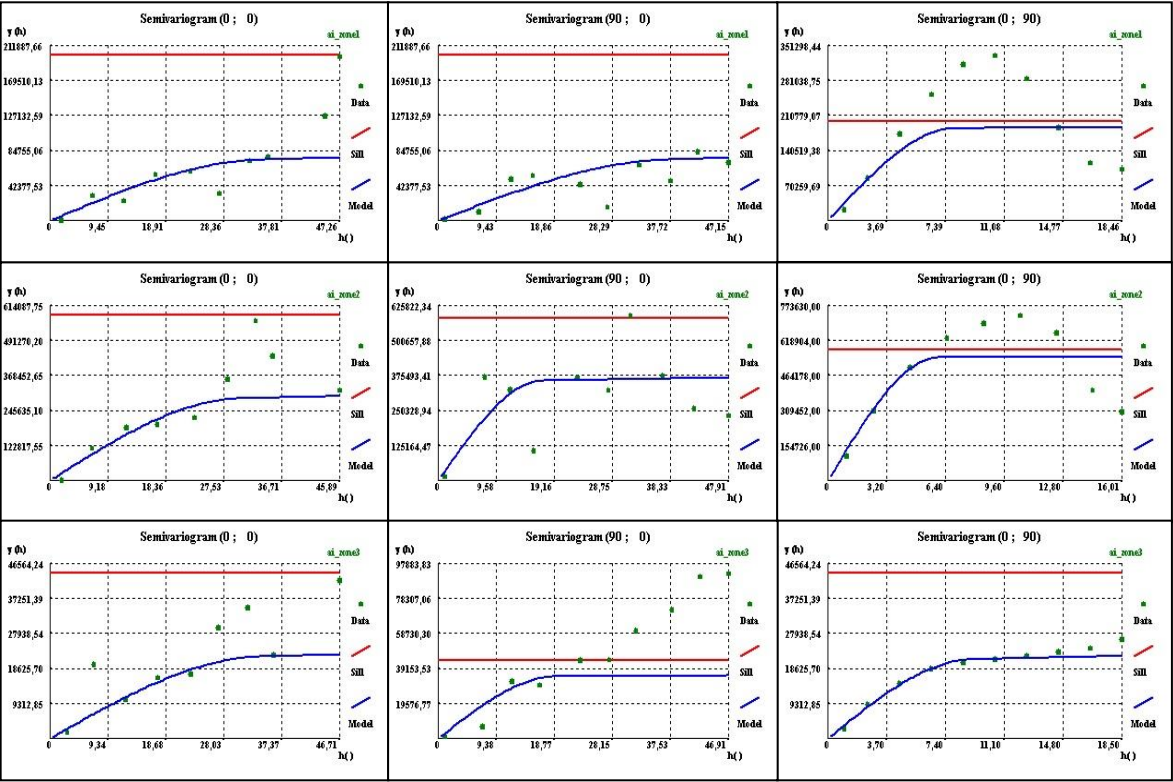 Semivariogram (0 ; 0)
γ (h)
ai_zone1
211887,66
169510,13
127132,59
84755,06
42377,53
0 9,45 18,91 28,36 37,81 47,26
h()
Data
Sill
Model
Semivariogram (90 ; 0)
γ (h)
ai_zone1
211887,66
169510,13
127132,59
84755,06
42377,53
0 9,43 18,86 28,29 37,72 47,15
h()
Data
Sill
Model
Semivariogram (0 ; 90)
γ (h)
ai_zone1
351298,44
281038,75
210779,07
140519,38
70259,69
0 3,69 7,39 11,08 14,77 18,46
h()
Data
Sill
Model
Semivariogram (0 ; 0)
γ (h)
ai_zone2
614087,75
491270,20
368452,65
245635,10
122817,55
0 9,18 18,36 27,53 36,71 45,89
h()
Data
Sill
Model
Semivariogram (90 ; 0)
γ (h)
ai_zone2
625822,34
500657,88
375493,41
250328,94
125164,47
0 9,58 19,16 28,75 38,33 47,91
h()
Data
Sill
Model
Semivariogram (0 ; 90)
γ (h)
ai_zone2
773630,00
618904,00
464178,00
309452,00
154726,00
0 3,20 6,40 9,60 12,80 16,01
h()
Data
Sill
Model
Semivariogram (0 ; 0)
γ (h)
ai_zone3
46564,24
37251,39
27938,54
18625,70
9312,85
0 9,34 18,68 28,03 37,37 46,71
h()
Data
Sill
Model
Semivariogram (90 ; 0)
γ (h)
ai_zone3
97883,83
78307,06
58730,30
39153,53
19576,77
0 9,38 18,77 28,15 37,53 46,91
h()
Data
Sill
Model
Semivariogram (0 ; 90)
γ (h)
ai_zone3
46564,24
37251,39
27938,54
18625,70
9312,85
0 3,70 7,40 11,10 14,80 18,50
h()
Data
Sill
Model